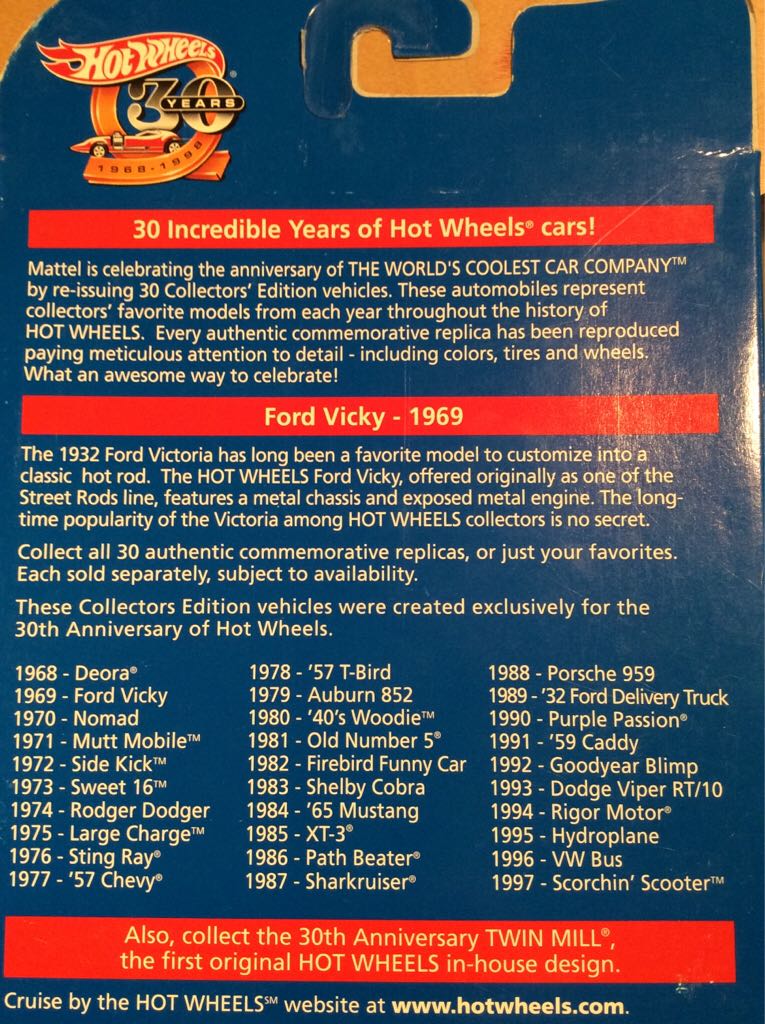 HOT WHEELS®
30
YEARS
1968-1998
30 Incredible Years of Hot Wheels® cars!
Mattel is celebrating the anniversary of THE WORLD'S COOLEST CAR COMPANY™
by re-issuing 30 Collectors' Edition vehicles. These automobiles represent
collectors' favorite models from each year throughout the history of
HOT WHEELS. Every authentic commemorative replica has been reproduced
paying meticulous attention to detail - including colors, tires and wheels.
What an awesome way to celebrate!
Ford Vicky - 1969
The 1932 Ford Victoria has long been a favorite model to customize into a
classic hot rod. The HOT WHEELS Ford Vicky, offered originally as one of the
Street Rods line, features a metal chassis and exposed metal engine. The long-
time popularity of the Victoria among HOT WHEELS collectors is no secret.
Collect all 30 authentic commemorative replicas, or just your favorites.
Each sold separately, subject to availability.
These Collectors Edition vehicles were created exclusively for the
30th Anniversary of Hot Wheels.
1968 - Deora®
1969 - Ford Vicky
1970 - Nomad
1971 - Mutt Mobile™
1972 - Side Kick™
1973 - Sweet 16™
1974 - Rodger Dodger
1975 - Large Charge™
1976 - Sting Ray®
1977 - '57 Chevy®
1978 - '57 T-Bird
1979 - Auburn 852
1980 - '40's Woodie™
1981 - Old Number 5®
1982 - Firebird Funny Car
1983 - Shelby Cobra
1984 - '65 Mustang
1985 - XT-3®
1986 - Path Beater®
1987 - Sharkruiser®
1988 - Porsche 959
1989 - '32 Ford Delivery Truck
1990 - Purple Passion®
1991 - '59 Caddy
1992 - Goodyear Blimp
1993 - Dodge Viper RT/10
1994 - Rigor Motor®
1995 - Hydroplane
1996 - VW Bus
1997 - Scorchin' Scooter™
Also, collect the 30th Anniversary TWIN MILL®,
the first original HOT WHEELS in-house design.
Cruise by the HOT WHEELS℠ website at www.hotwheels.com.